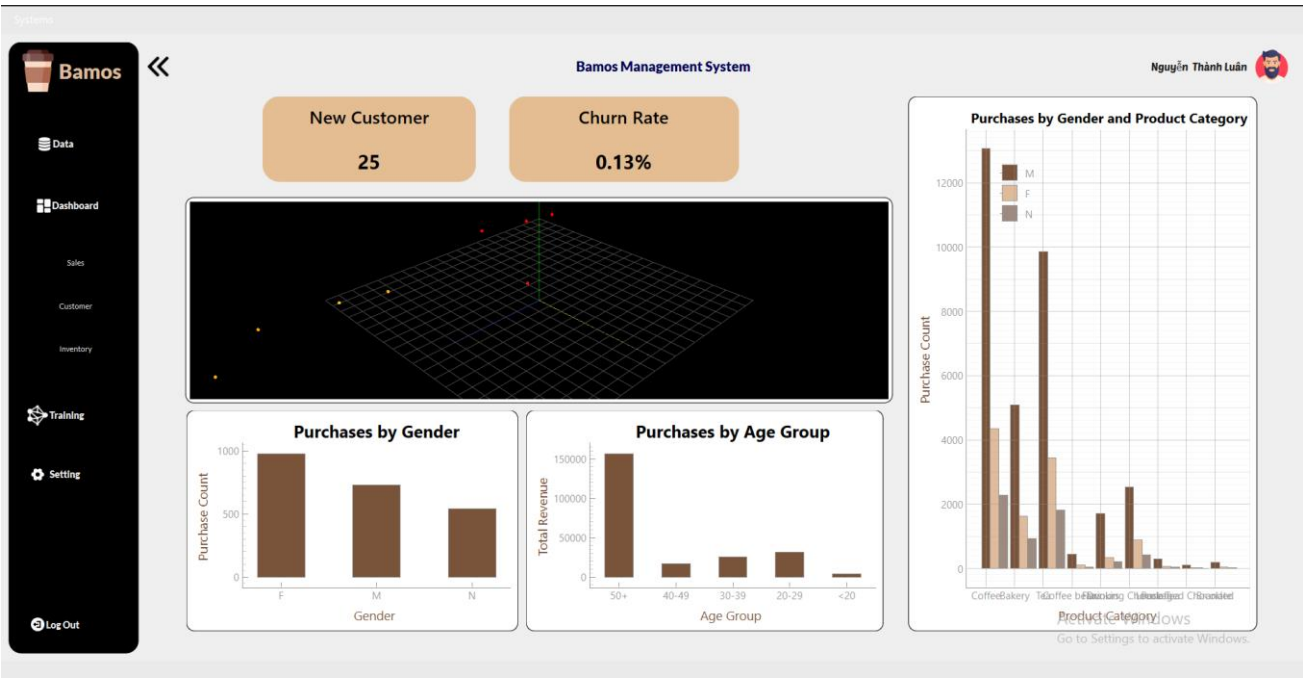 Systems
Bamos
Bamos Management System
Nguyễn Thành Luân
Data
Dashboard
Sales
Customer
Inventory
Training
Setting
Log Out
New Customer
25
Churn Rate
0.13%
Purchases by Gender
Purchase Count
1000
500
0
F
M
N
Gender
Purchases by Age Group
Total Revenue
150000
100000
50000
0
50+
40-49
30-39
20-29
<20
Age Group
Purchases by Gender and Product Category
M
F
N
Purchase Count
12000
10000
8000
6000
4000
2000
0
Coffee Bakery Coffee
Product Category
Activate Windows
Go to Settings to activate Windows.